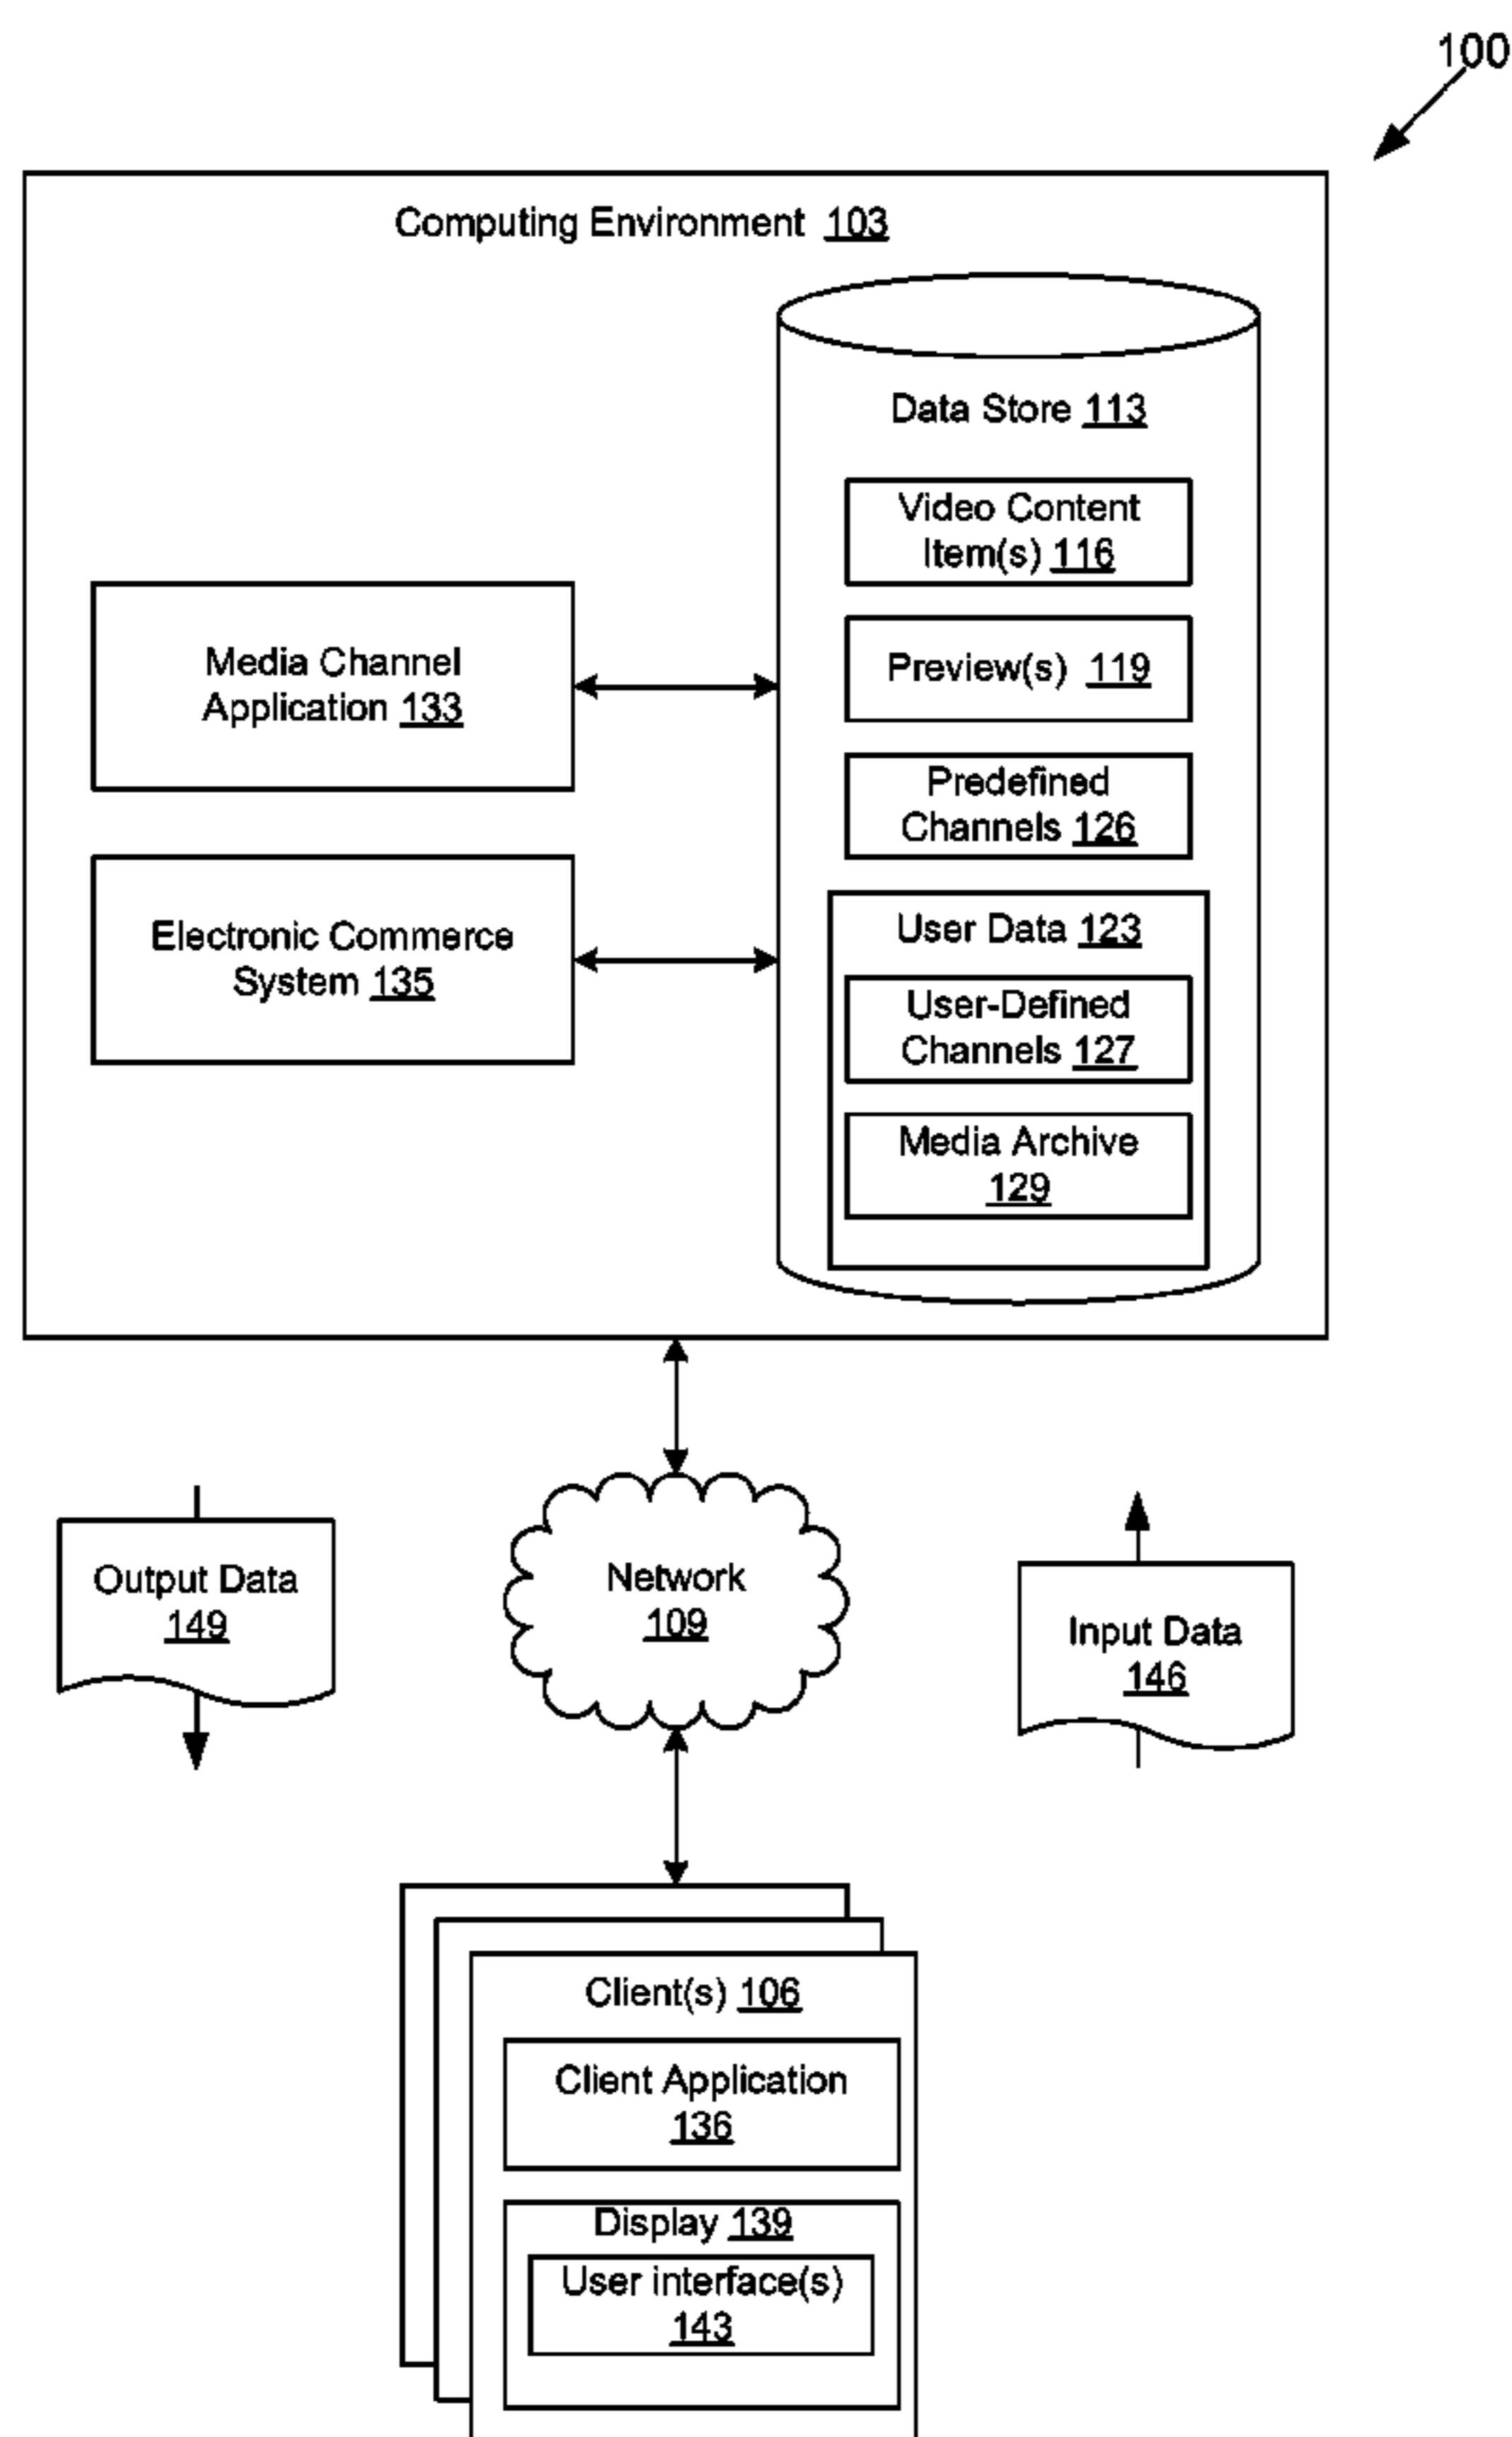 100
Computing Environment 103
Data Store 113
Video Content
Item(s) 116
Preview(s) 119
Predefined
Channels 126
User Data 123
User-Defined
Channels 127
Media Archive
129
Media Channel
Application 133
Electronic Commerce
System 135
Output Data
149
Network
109
Input Data
146
Client(s) 106
Client Application
136
Display 139
User interface(s)
143